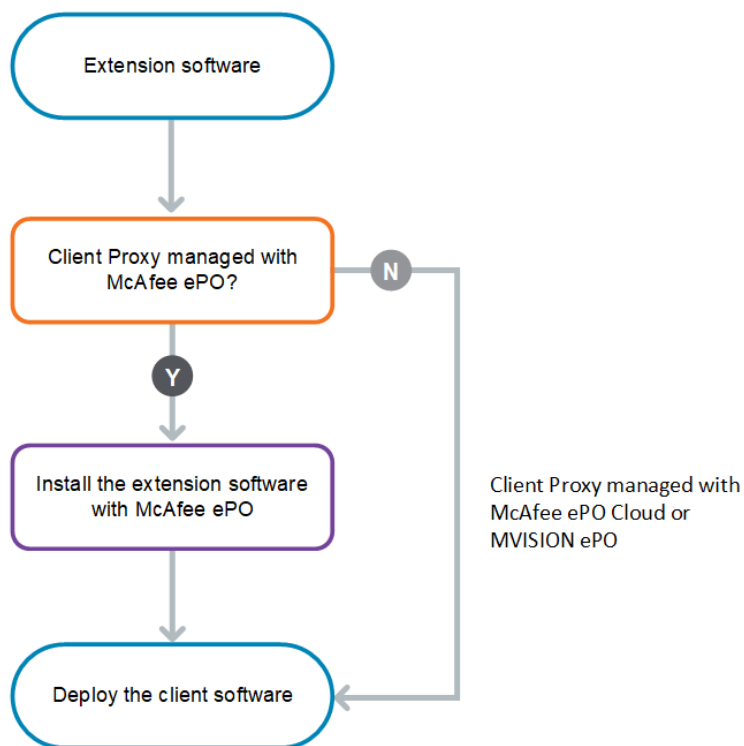 Extension software
Client Proxy managed with
McAfee ePO?
N
Y
Install the extension software
with McAfee ePO
Client Proxy managed with
McAfee ePO Cloud or
MVISION ePO
Deploy the client software